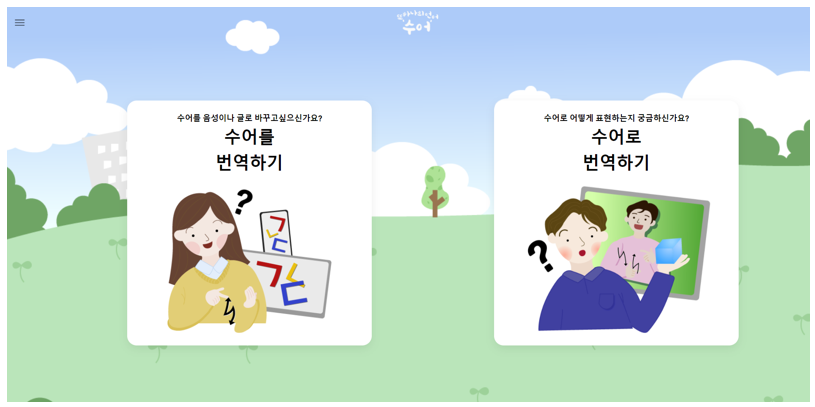 수어
수어를 음성이나 글로 바꾸고싶으신가요?
수어를
번역하기
?
ㄱㄴㄷ
ㄱㄴㄷ
수어로 어떻게 표현하는지 궁금하신가요?
수어로
번역하기
?